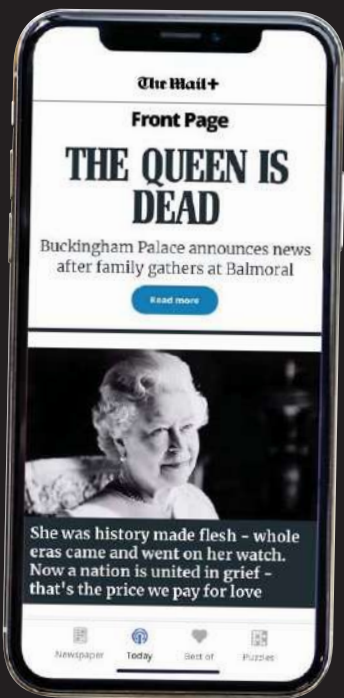 The Mail+
Front Page
THE QUEEN IS
DEAD
Buckingham Palace announces news
after family gathers at Balmoral
Read more
She was history made flesh – whole
eras came and went on her watch.
Now a nation is united in grief –
that's the price we pay for love
Newspaper
Today
Best of
Puzzles